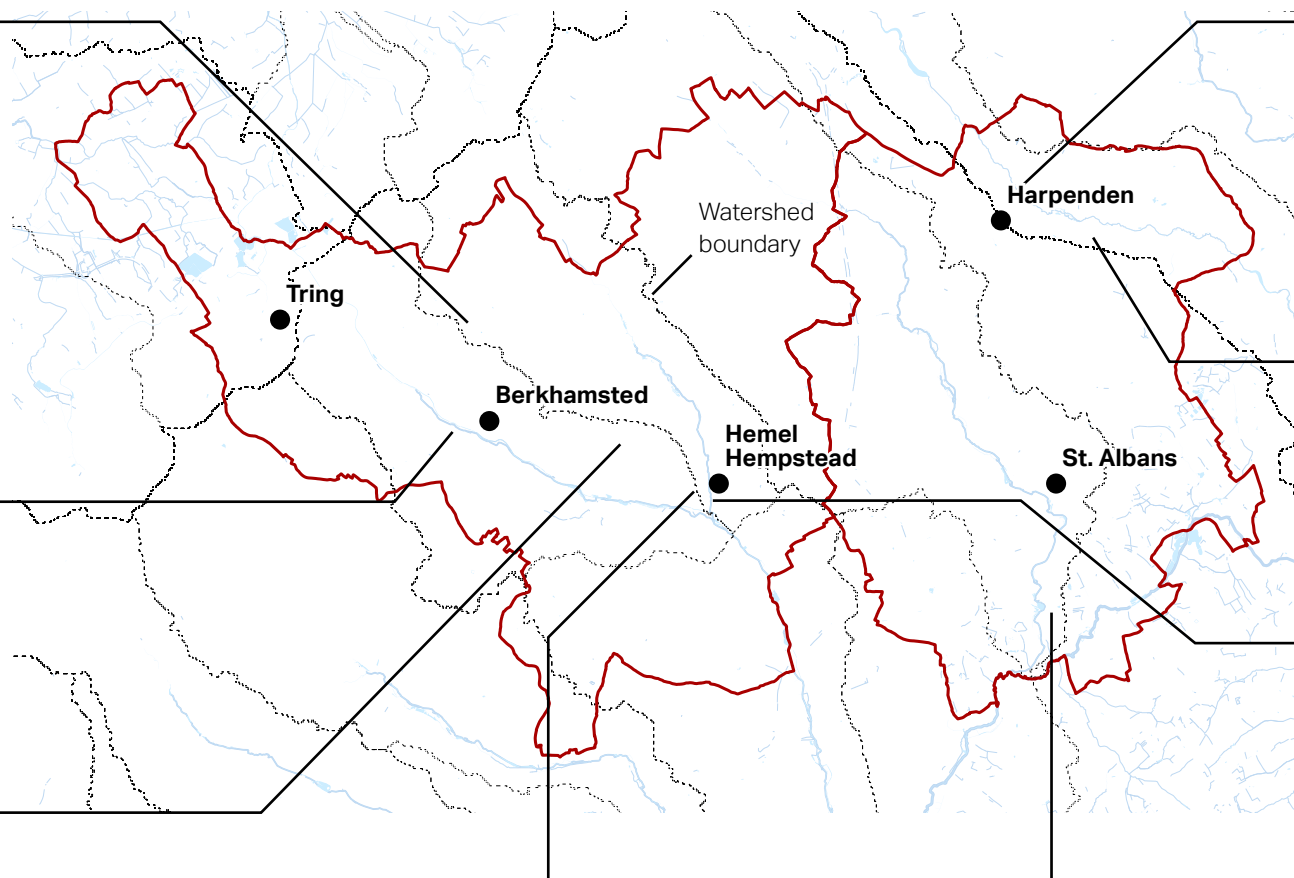 Harpenden
Watershed
boundary
Tring
Berkhamsted
Hemel
Hempstead
St. Albans